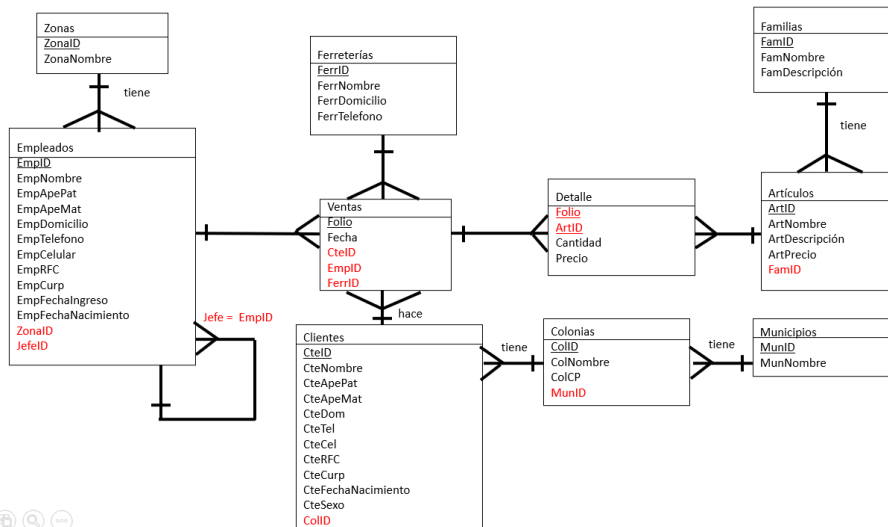 Zonas
ZonaID
ZonaNombre
tiene
Empleados
EmpID
EmpNombre
EmpApePat
EmpApeMat
EmpDomicilio
EmpTelefono
EmpCelular
EmpRFC
EmpCurp
EmpFechaIngreso
EmpFechaNacimiento
ZonaID
JefeID
Jefe = EmpID
Ferreterías
FerrID
FerrNombre
FerrDomicilio
FerrTelefono
Ventas
Folio
Fecha
CteID
EmpID
FerrID
hace
Clientes
CteID
CteNombre
CteApePat
CteApeMat
CteDom
CteTel
CteCel
CteRFC
CteCurp
CteFechaNacimiento
CteSexo
ColID
tiene
Detalle
Folio
ArtID
Cantidad
Precio
Colonias
ColID
ColNombre
ColCP
MunID
tiene
Familias
FamID
FamNombre
FamDescripción
tiene
Artículos
ArtID
ArtNombre
ArtDescripción
ArtPrecio
FamID
Municipios
MunID
MunNombre